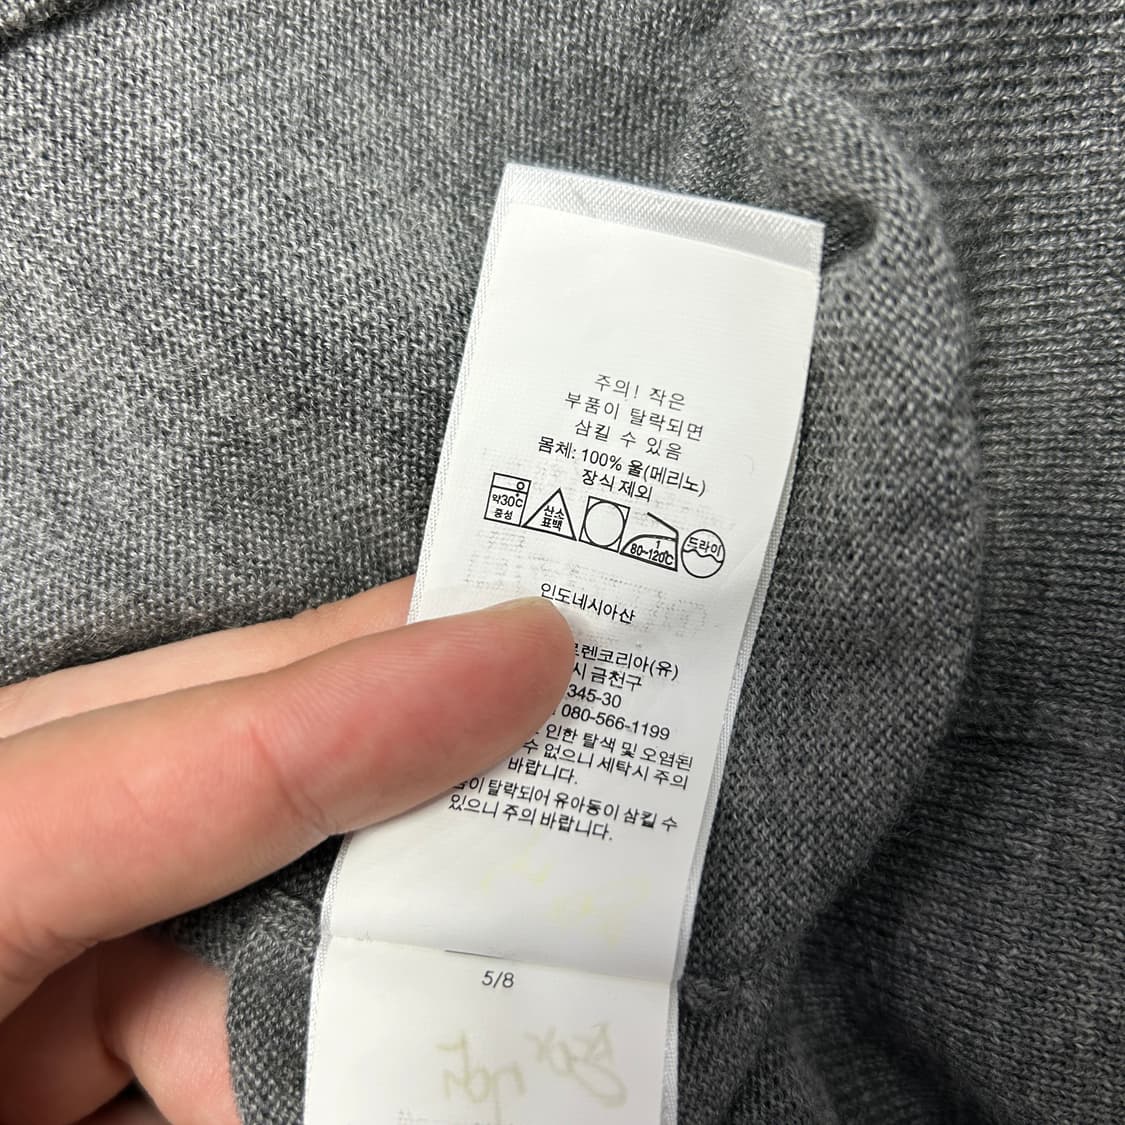 주의! 작은
부품이 탈락되면
삼킬 수 있음
몸체: 100% 울(메리노)
장식 제외
약30℃
중성
산소
표백
1
80~120℃
드라이
인도네시아산
렌코리아(유)
시 금천구
345-30
080-566-1199
인한 탈색 및 오염된
수 없으니 세탁시 주의
바랍니다.
이 탈락되어 유아동이 삼킬 수
있으니 주의 바랍니다.
5/8